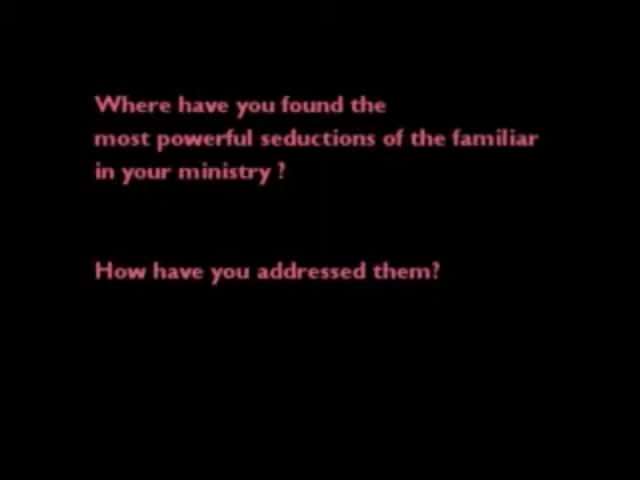 Where have you found the
most powerful seductions of the familiar
in your ministry ?
How have you addressed them?